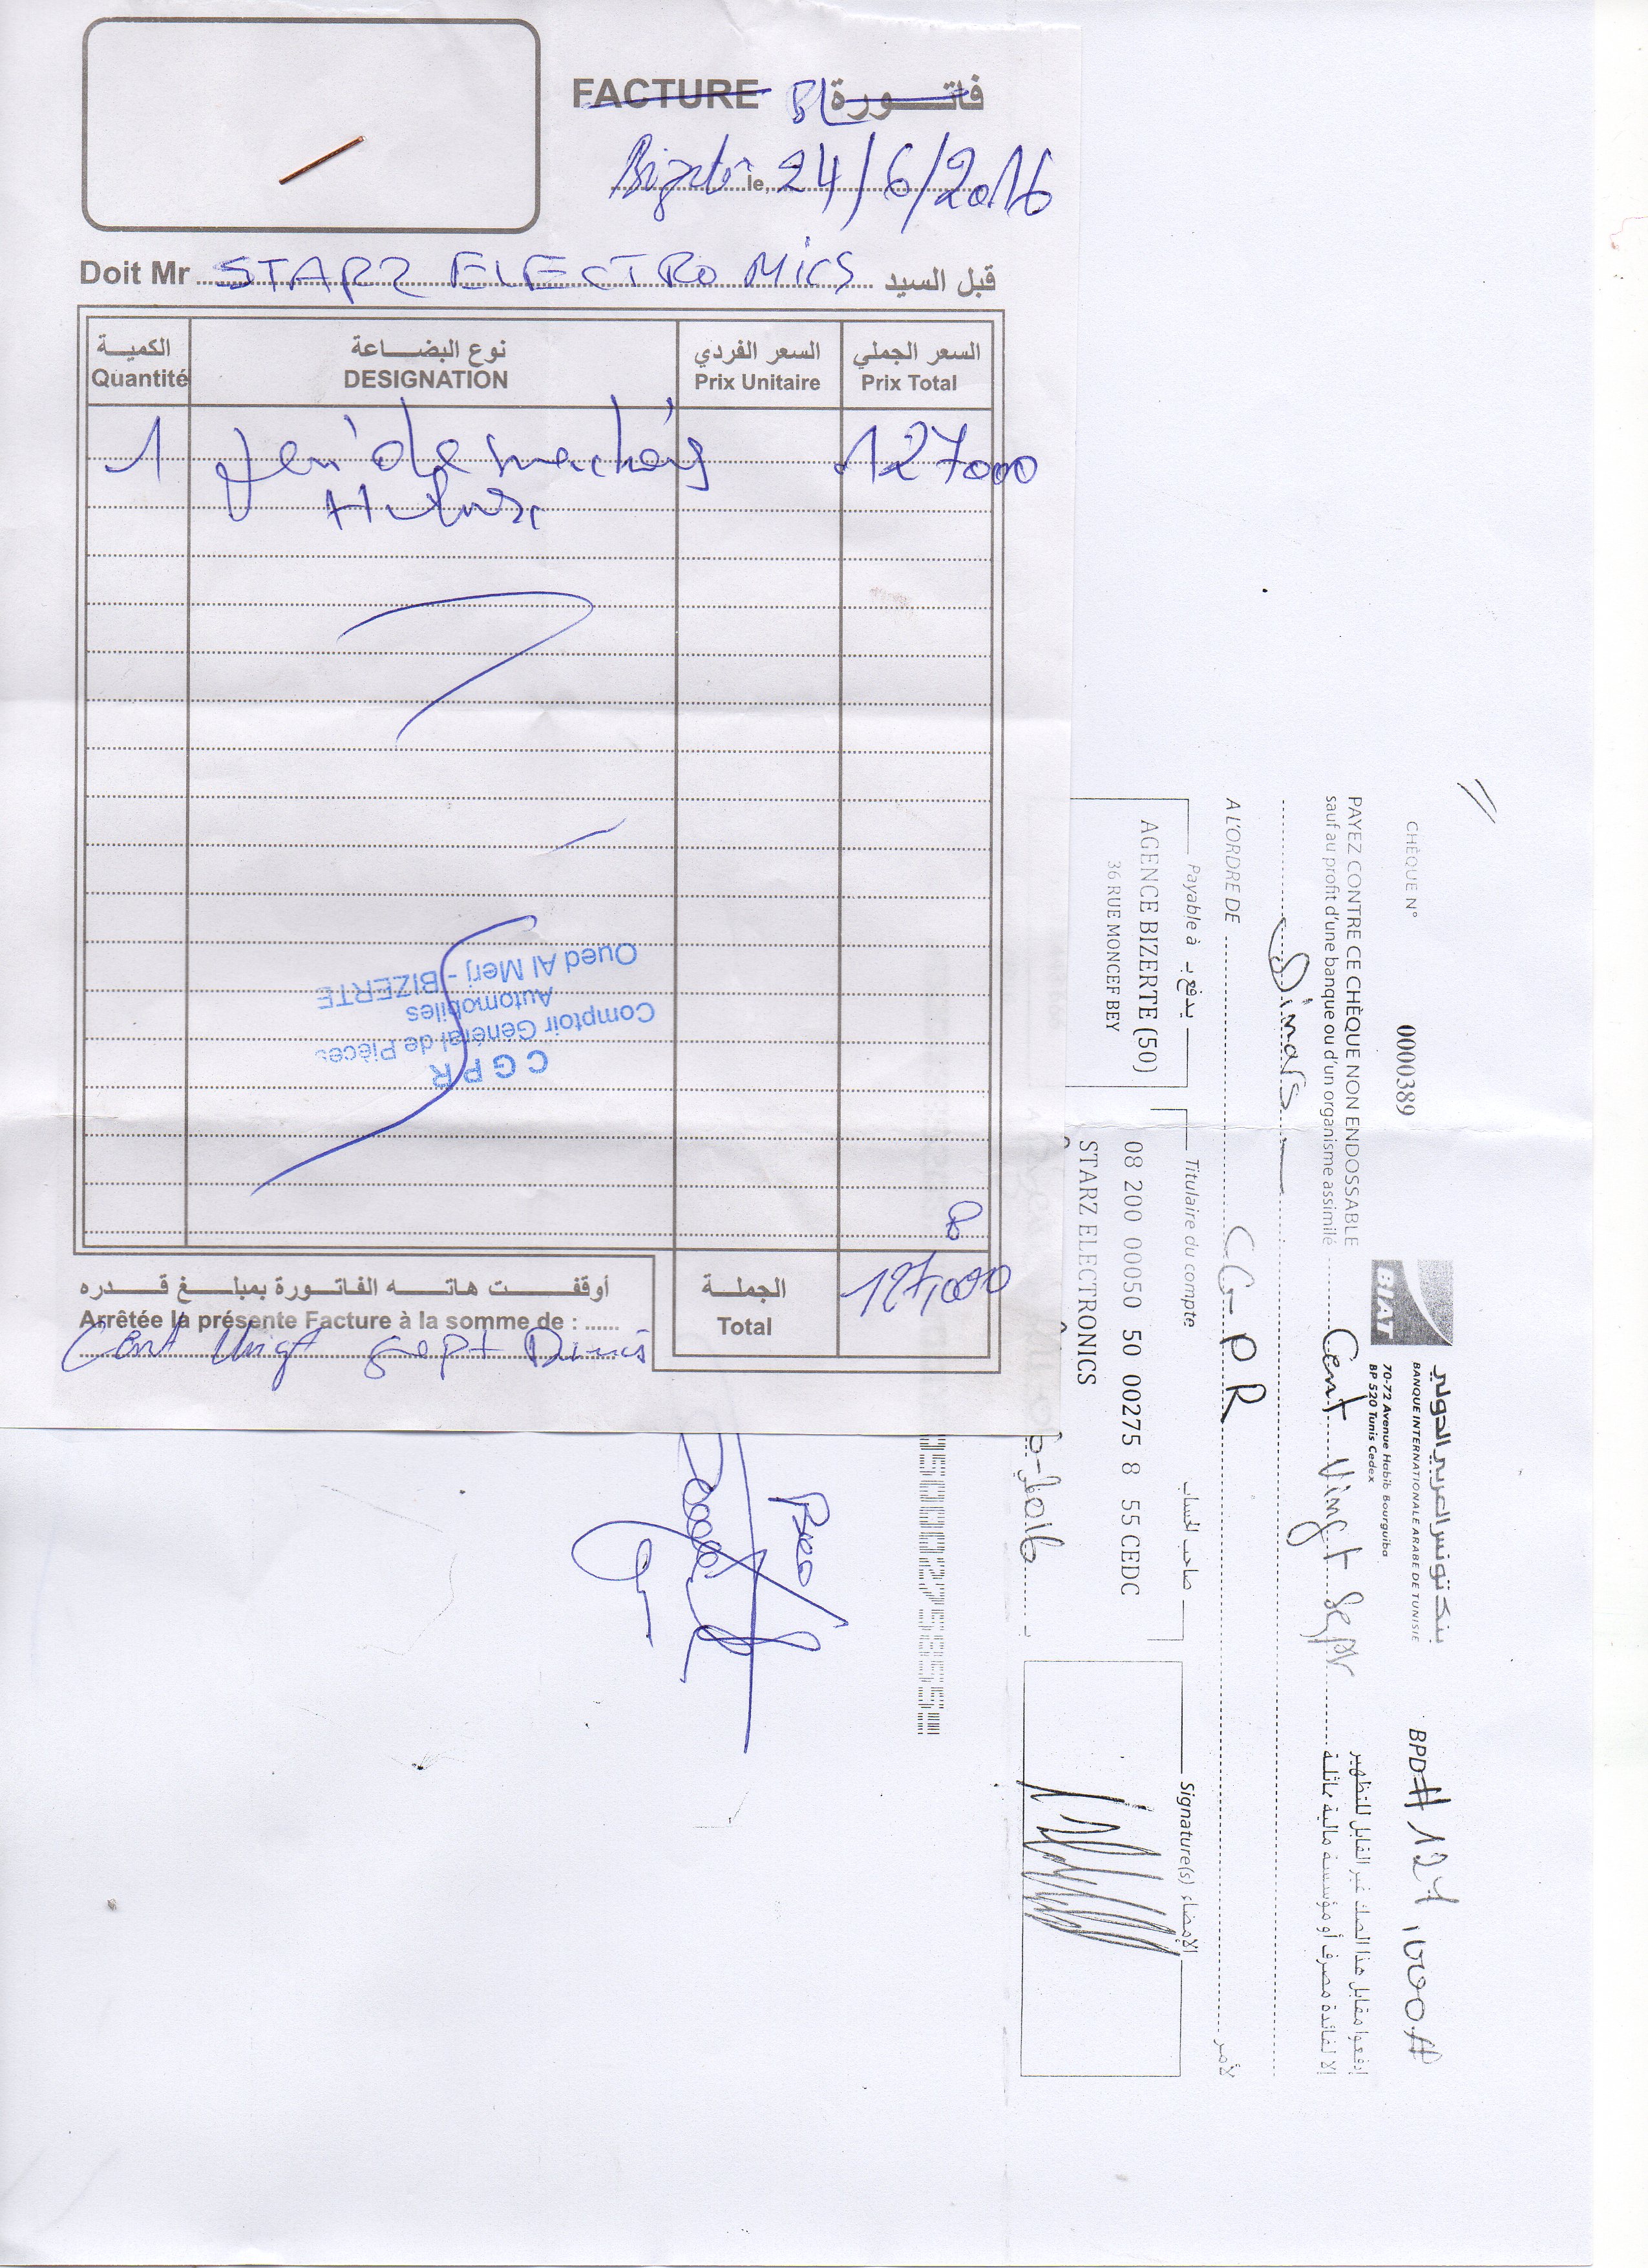 FACTURE BL فاتورة
Bizerte le, 24/6/2016
Doit Mr STARZ ELECTRONICS قبل السيد
الكمية نوع البضاعة السعر الفردي السعر الجملي
Quantité DESIGNATION Prix Unitaire Prix Total
1 127000
Oued Al Merj - BIZERTE
Automobiles
Comptoir Général de Pièces
CGPR
أوقفت هاته الفاتورة بمبلغ قدره الجملة 127,000
Arrêtée la présente Facture à la somme de : ...... Total
Cent Vingt Sept Dinars
CHÈQUE N° 0000389
BIAT
بنك تونس العربي الدولي
BANQUE INTERNATIONALE ARABE DE TUNISIE
70-72 Avenue Habib Bourguiba
BP 520 Tunis Cedex
BPD # 127,000 #
PAYEZ CONTRE CE CHÈQUE NON ENDOSSABLE
sauf au profit d'une banque ou d'un organisme assimilé
Cent Vingt Sept
إدفعوا مقابل هذا الصك غير القابل للتظهير
إلا لفائدة مصرف أو مؤسسة مالية مماثلة
Dinars
A L'ORDRE DE CGPR لأمر
Payable à يدفع بـ
AGENCE BIZERTE (50)
36 RUE MONCEF BEY
Titulaire du compte صاحب الحساب
08 200 00050 50 00275 8 55 CEDC
STARZ ELECTRONICS
Signature(s) الإمضاء